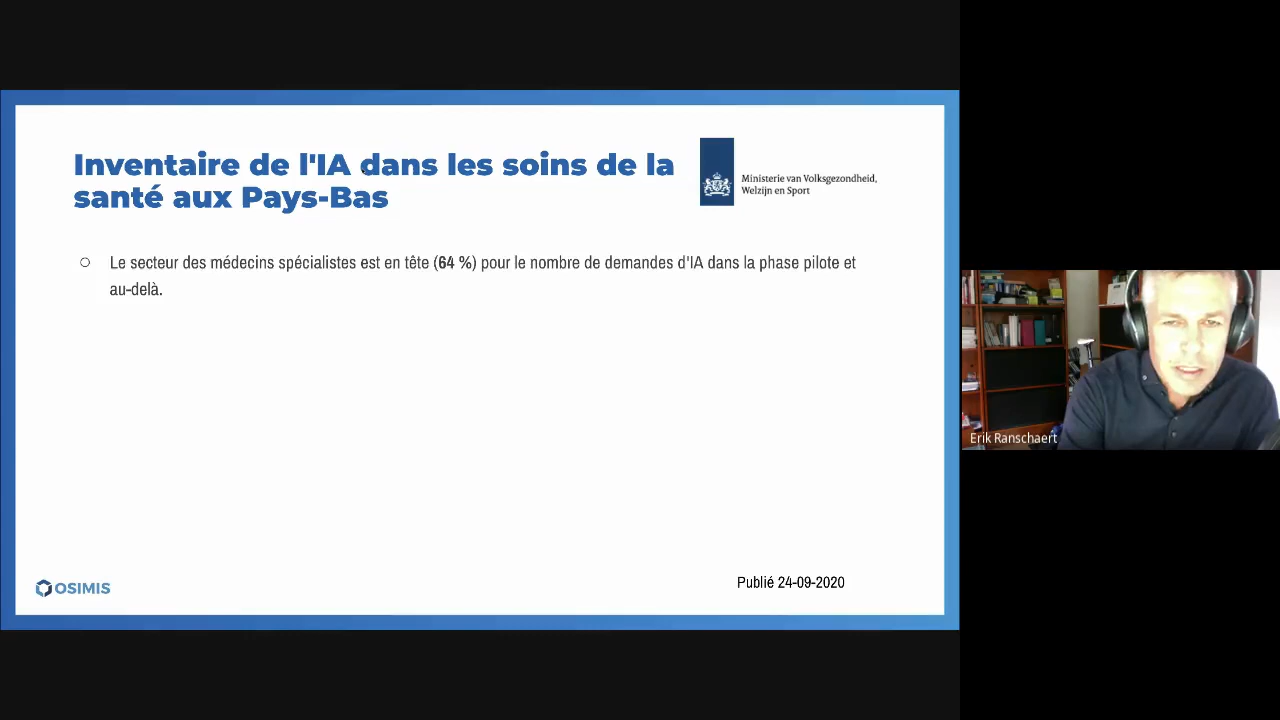 Inventaire de l'IA dans les soins de la
santé aux Pays-Bas
Ministerie van Volksgezondheid,
Welzijn en Sport
○ Le secteur des médecins spécialistes est en tête (64 %) pour le nombre de demandes d'IA dans la phase pilote et
au-delà.
OSIMIS
Publié 24-09-2020
Erik Ranschaert